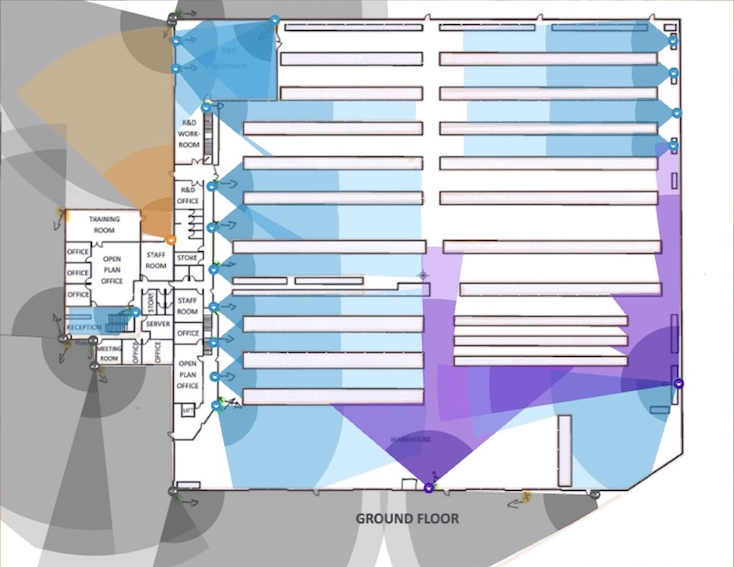 R&D
WORKSHOP
R&D
WORK-
ROOM
R&D
OFFICE
TRAINING
ROOM
OFFICE
OFFICE
OFFICE
OPEN
PLAN
OFFICE
STAFF
ROOM
STORE
STORE
STAFF
ROOM
RECEPTION
SERVER
OFFICE
MEETING
ROOM
OFFICE
OFFICE
OPEN
PLAN
OFFICE
LIFT
WAREHOUSE
GROUND FLOOR